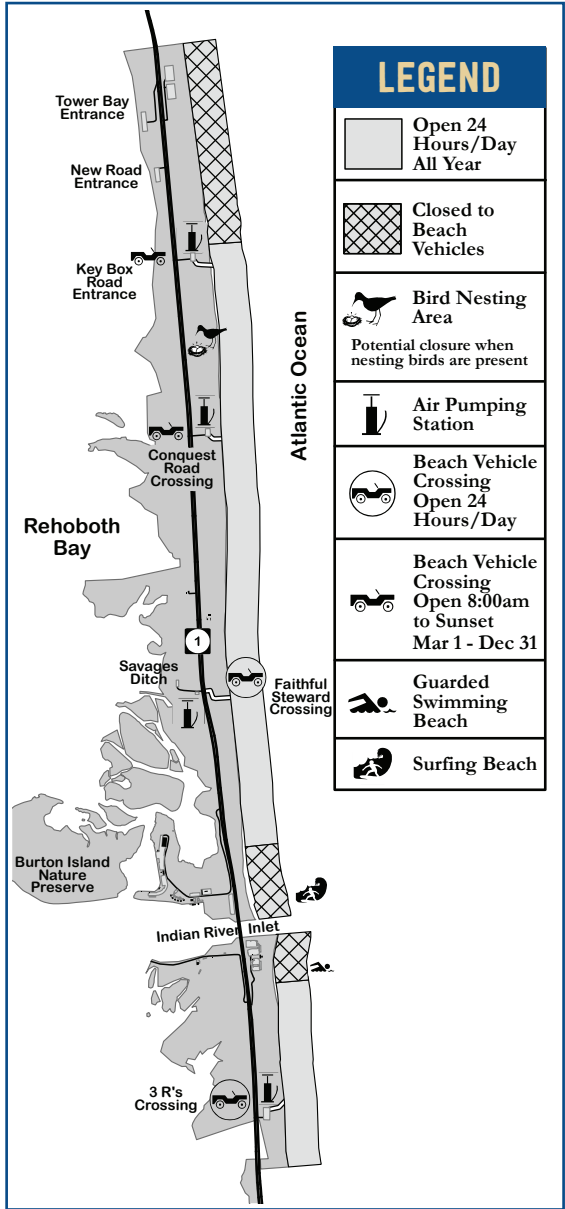 Tower Bay
Entrance
New Road
Entrance
Key Box
Road
Entrance
Atlantic Ocean
Conquest
Road
Crossing
Rehoboth
Bay
1
Savages
Ditch
Faithful
Steward
Crossing
Burton Island
Nature
Preserve
Indian River Inlet
3 R's
Crossing
LEGEND
Open 24
Hours/Day
All Year
Closed to
Beach
Vehicles
Bird Nesting
Area
Potential closure when
nesting birds are present
Air Pumping
Station
Beach Vehicle
Crossing
Open 24
Hours/Day
Beach Vehicle
Crossing
Open 8:00am
to Sunset
Mar 1 - Dec 31
Guarded
Swimming
Beach
Surfing Beach